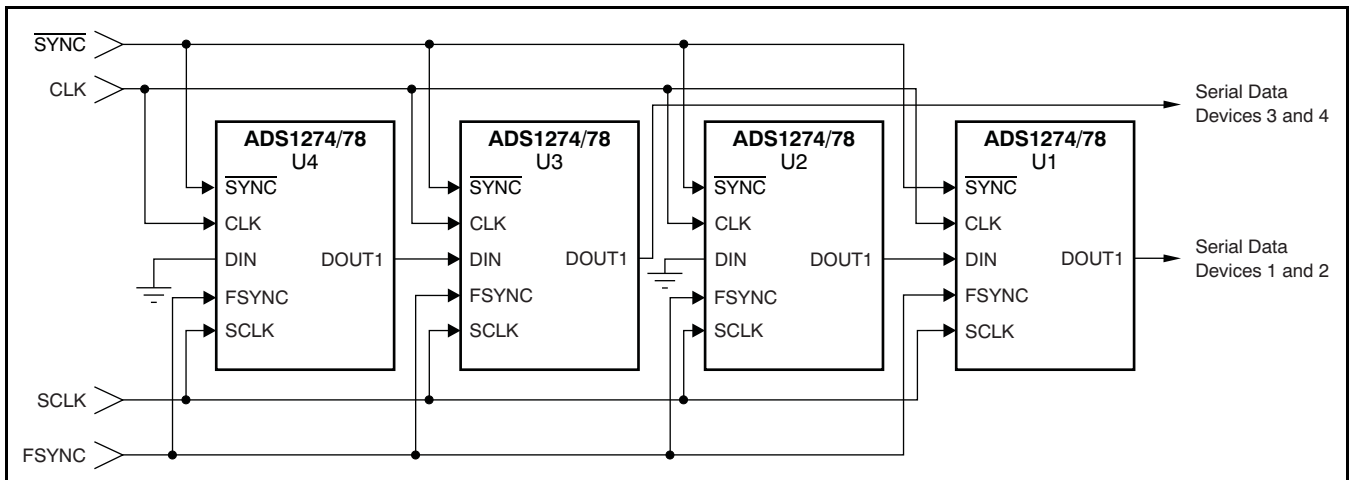 SYNC
CLK
Serial Data
Devices 3 and 4
ADS1274/78
U4
SYNC
CLK
DIN
DOUT1
FSYNC
SCLK
ADS1274/78
U3
SYNC
CLK
DIN
DOUT1
FSYNC
SCLK
ADS1274/78
U2
SYNC
CLK
DIN
DOUT1
FSYNC
SCLK
ADS1274/78
U1
SYNC
CLK
DIN
DOUT1
FSYNC
SCLK
Serial Data
Devices 1 and 2
SCLK
FSYNC